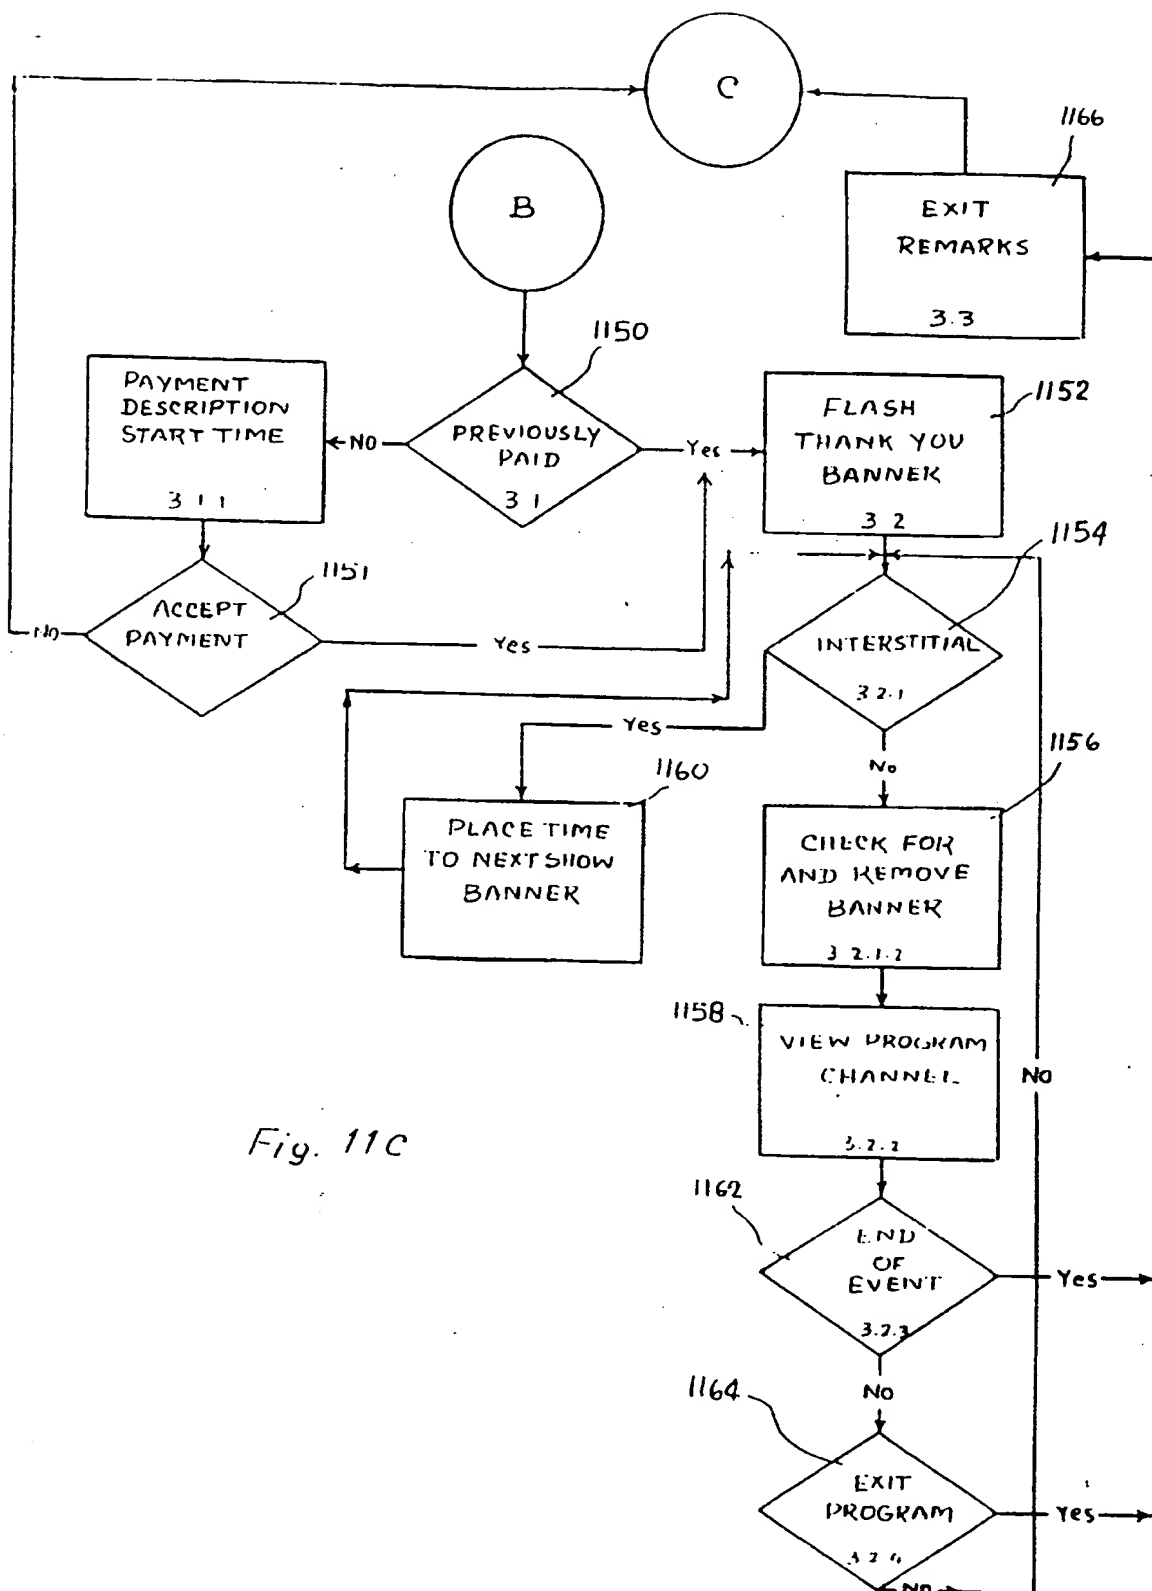 C
1166
EXIT
REMARKS
3.3
B
1150
PREVIOUSLY
PAID
3 1
NO
Yes
PAYMENT
DESCRIPTION
START TIME
3 1 1
1152
FLASH
THANK YOU
BANNER
3 2
1151
ACCEPT
PAYMENT
No
Yes
1154
INTERSTITIAL
3 2.1
Yes
No
1160
PLACE TIME
TO NEXT SHOW
BANNER
1156
CHECK FOR
AND REMOVE
BANNER
3 2.1.2
1158
VIEW PROGRAM
CHANNEL
3.2.2
No
Fig. 11C
1162
END
OF
EVENT
3.2.3
Yes
No
1164
EXIT
PROGRAM
3 2 4
Yes
No